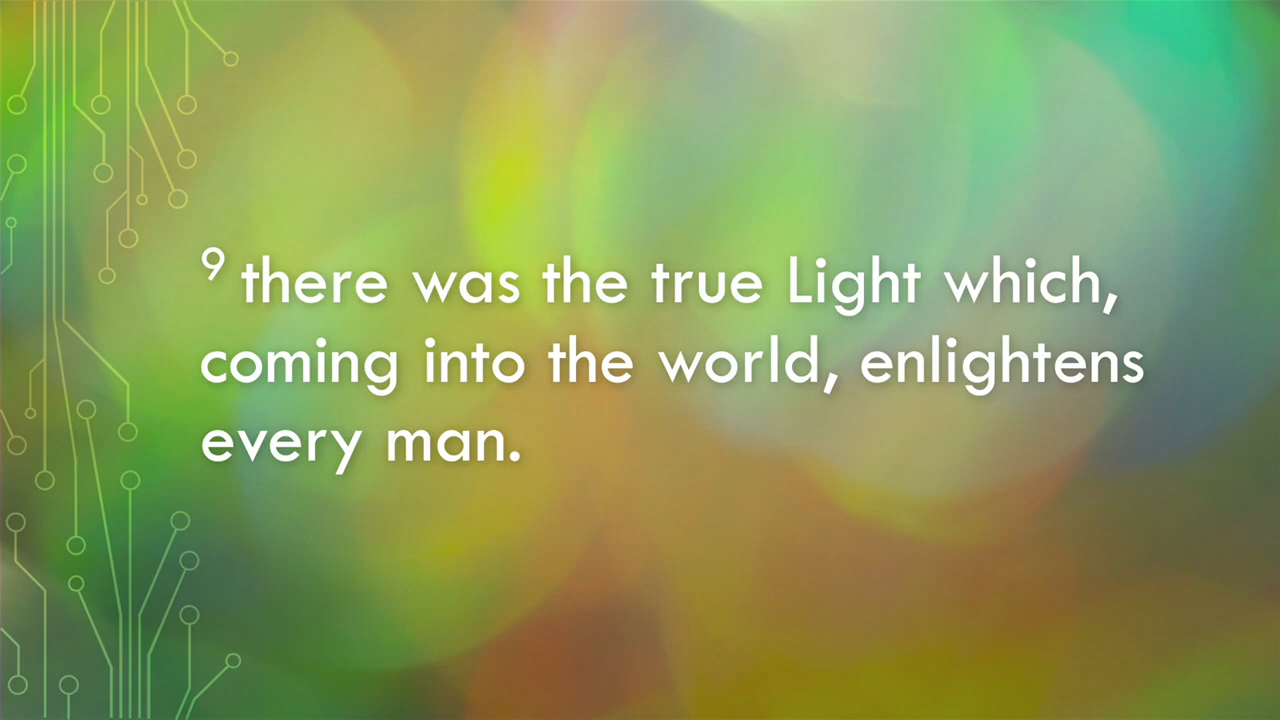 9 there was the true Light which,
coming into the world, enlightens
every man.